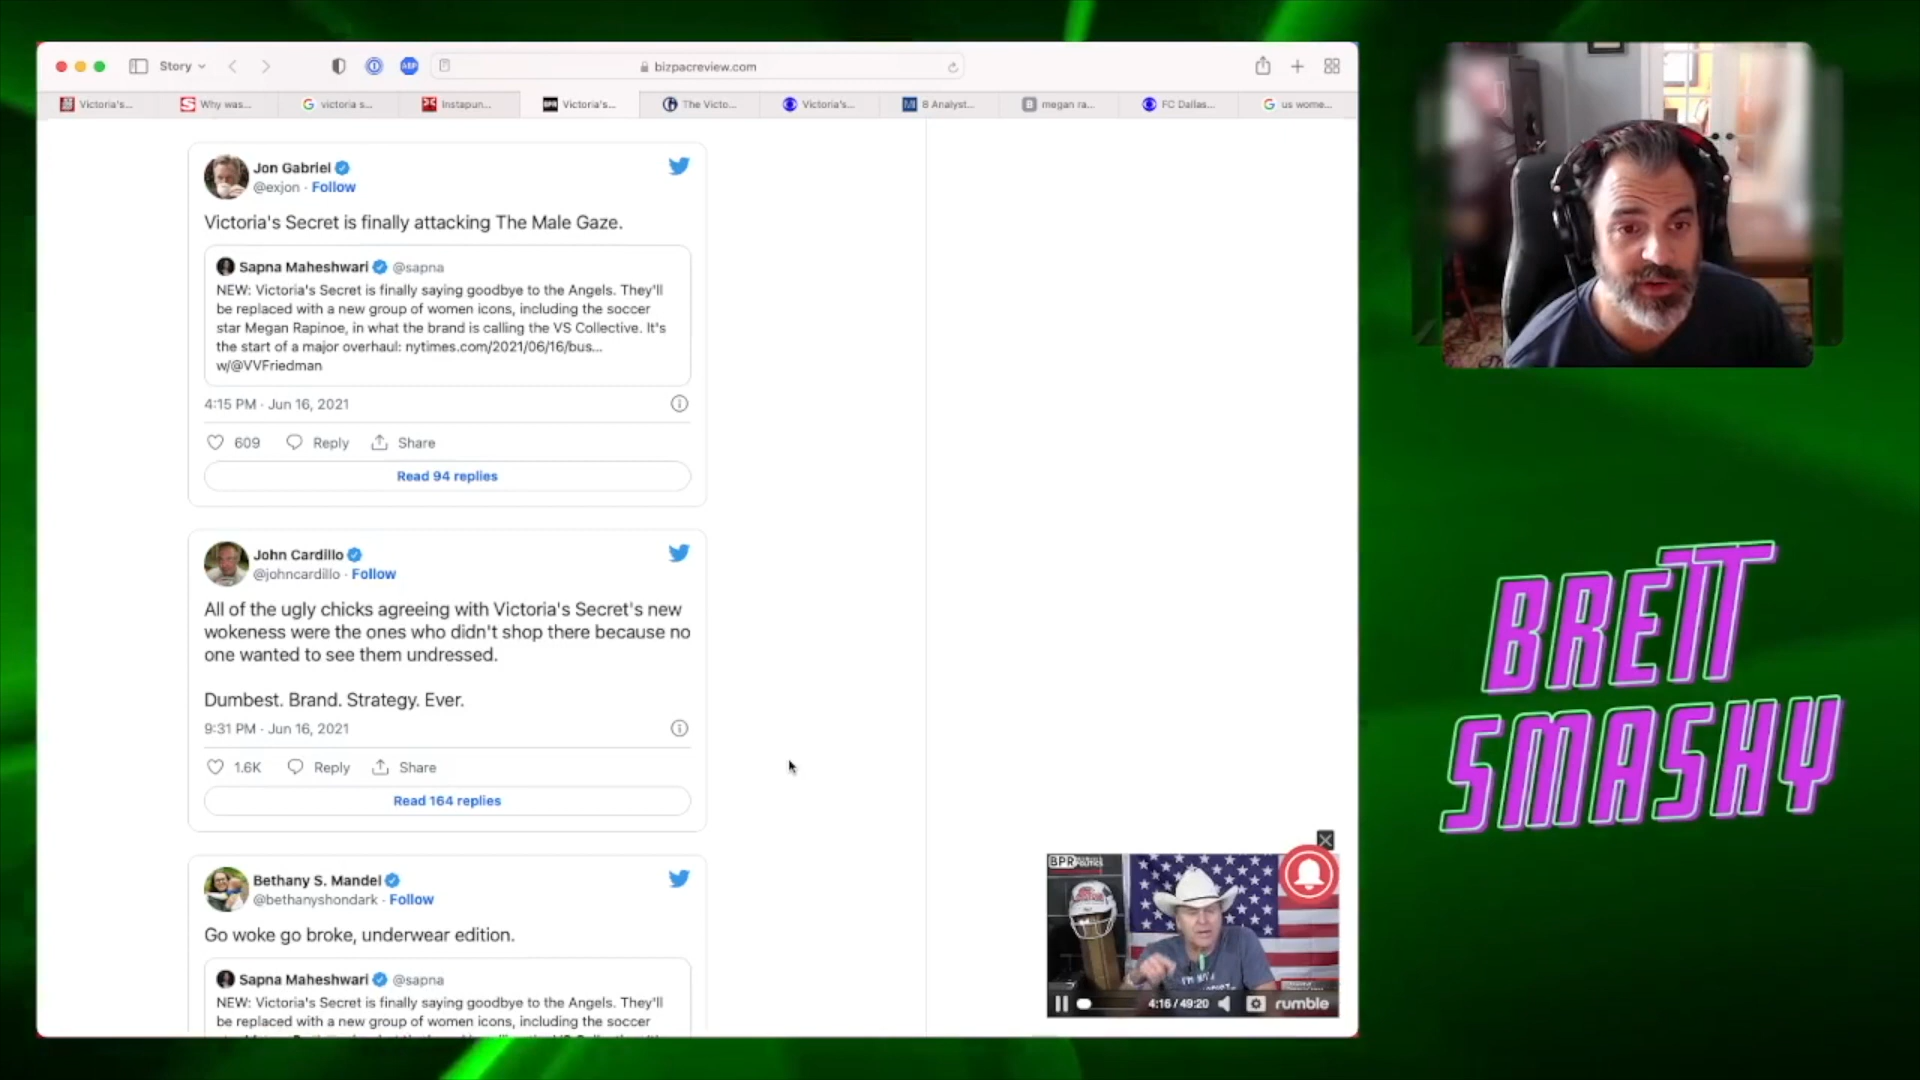 Story
bizpacreview.com
Victoria's...
Why was...
victoria s...
Instapun...
Victoria's...
The Victo...
Victoria's...
8 Analyst...
megan ra...
FC Dallas...
us wome...
Jon Gabriel
@exjon · Follow
Victoria's Secret is finally attacking The Male Gaze.
Sapna Maheshwari @sapna
NEW: Victoria's Secret is finally saying goodbye to the Angels. They'll
be replaced with a new group of women icons, including the soccer
star Megan Rapinoe, in what the brand is calling the VS Collective. It's
the start of a major overhaul: nytimes.com/2021/06/16/bus...
w/@VVFriedman
4:15 PM · Jun 16, 2021
609 Reply Share
Read 94 replies
John Cardillo
@johncardillo · Follow
All of the ugly chicks agreeing with Victoria's Secret's new
wokeness were the ones who didn't shop there because no
one wanted to see them undressed.
Dumbest. Brand. Strategy. Ever.
9:31 PM · Jun 16, 2021
1.6K Reply Share
Read 164 replies
Bethany S. Mandel
@bethanyshondark · Follow
Go woke go broke, underwear edition.
Sapna Maheshwari @sapna
NEW: Victoria's Secret is finally saying goodbye to the Angels. They'll
be replaced with a new group of women icons, including the soccer
BPR
4:16 / 49:20
rumble
BRETT
SMASHY